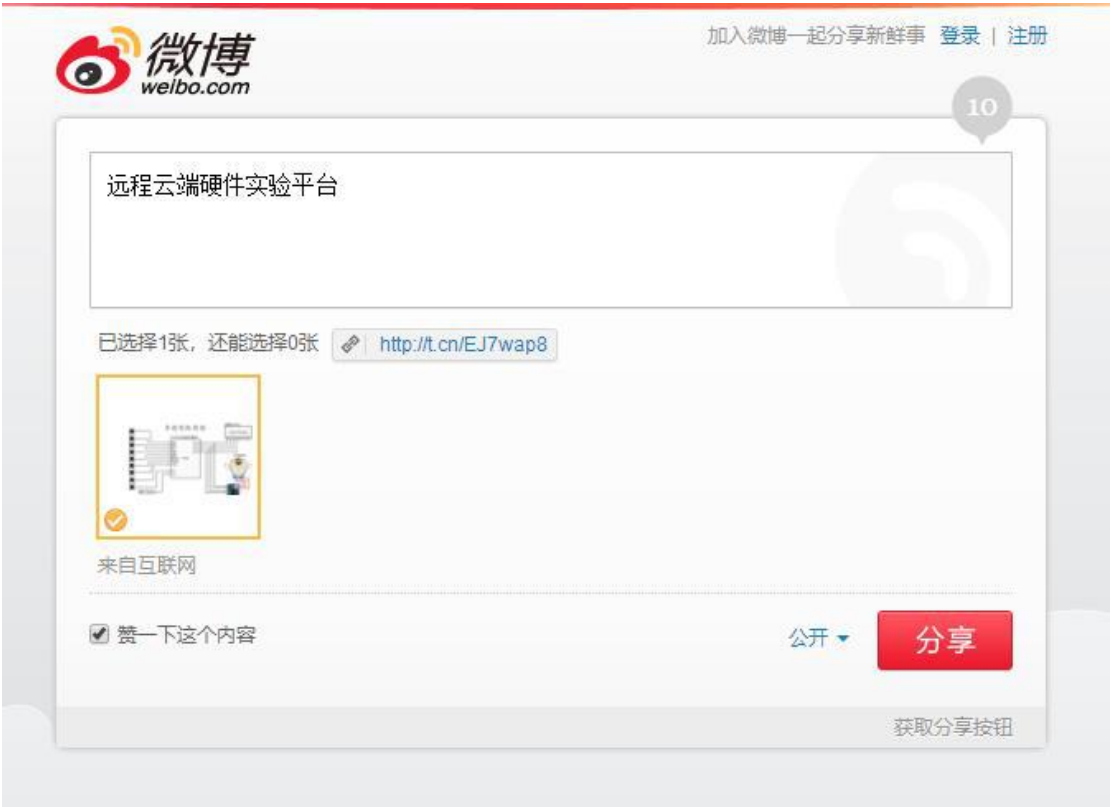 微博
weibo.com
加入微博一起分享新鲜事 登录 | 注册
10
远程云端硬件实验平台
已选择1张，还能选择0张 http://t.cn/EJ7wap8
来自互联网
赞一下这个内容
公开 分享
获取分享按钮